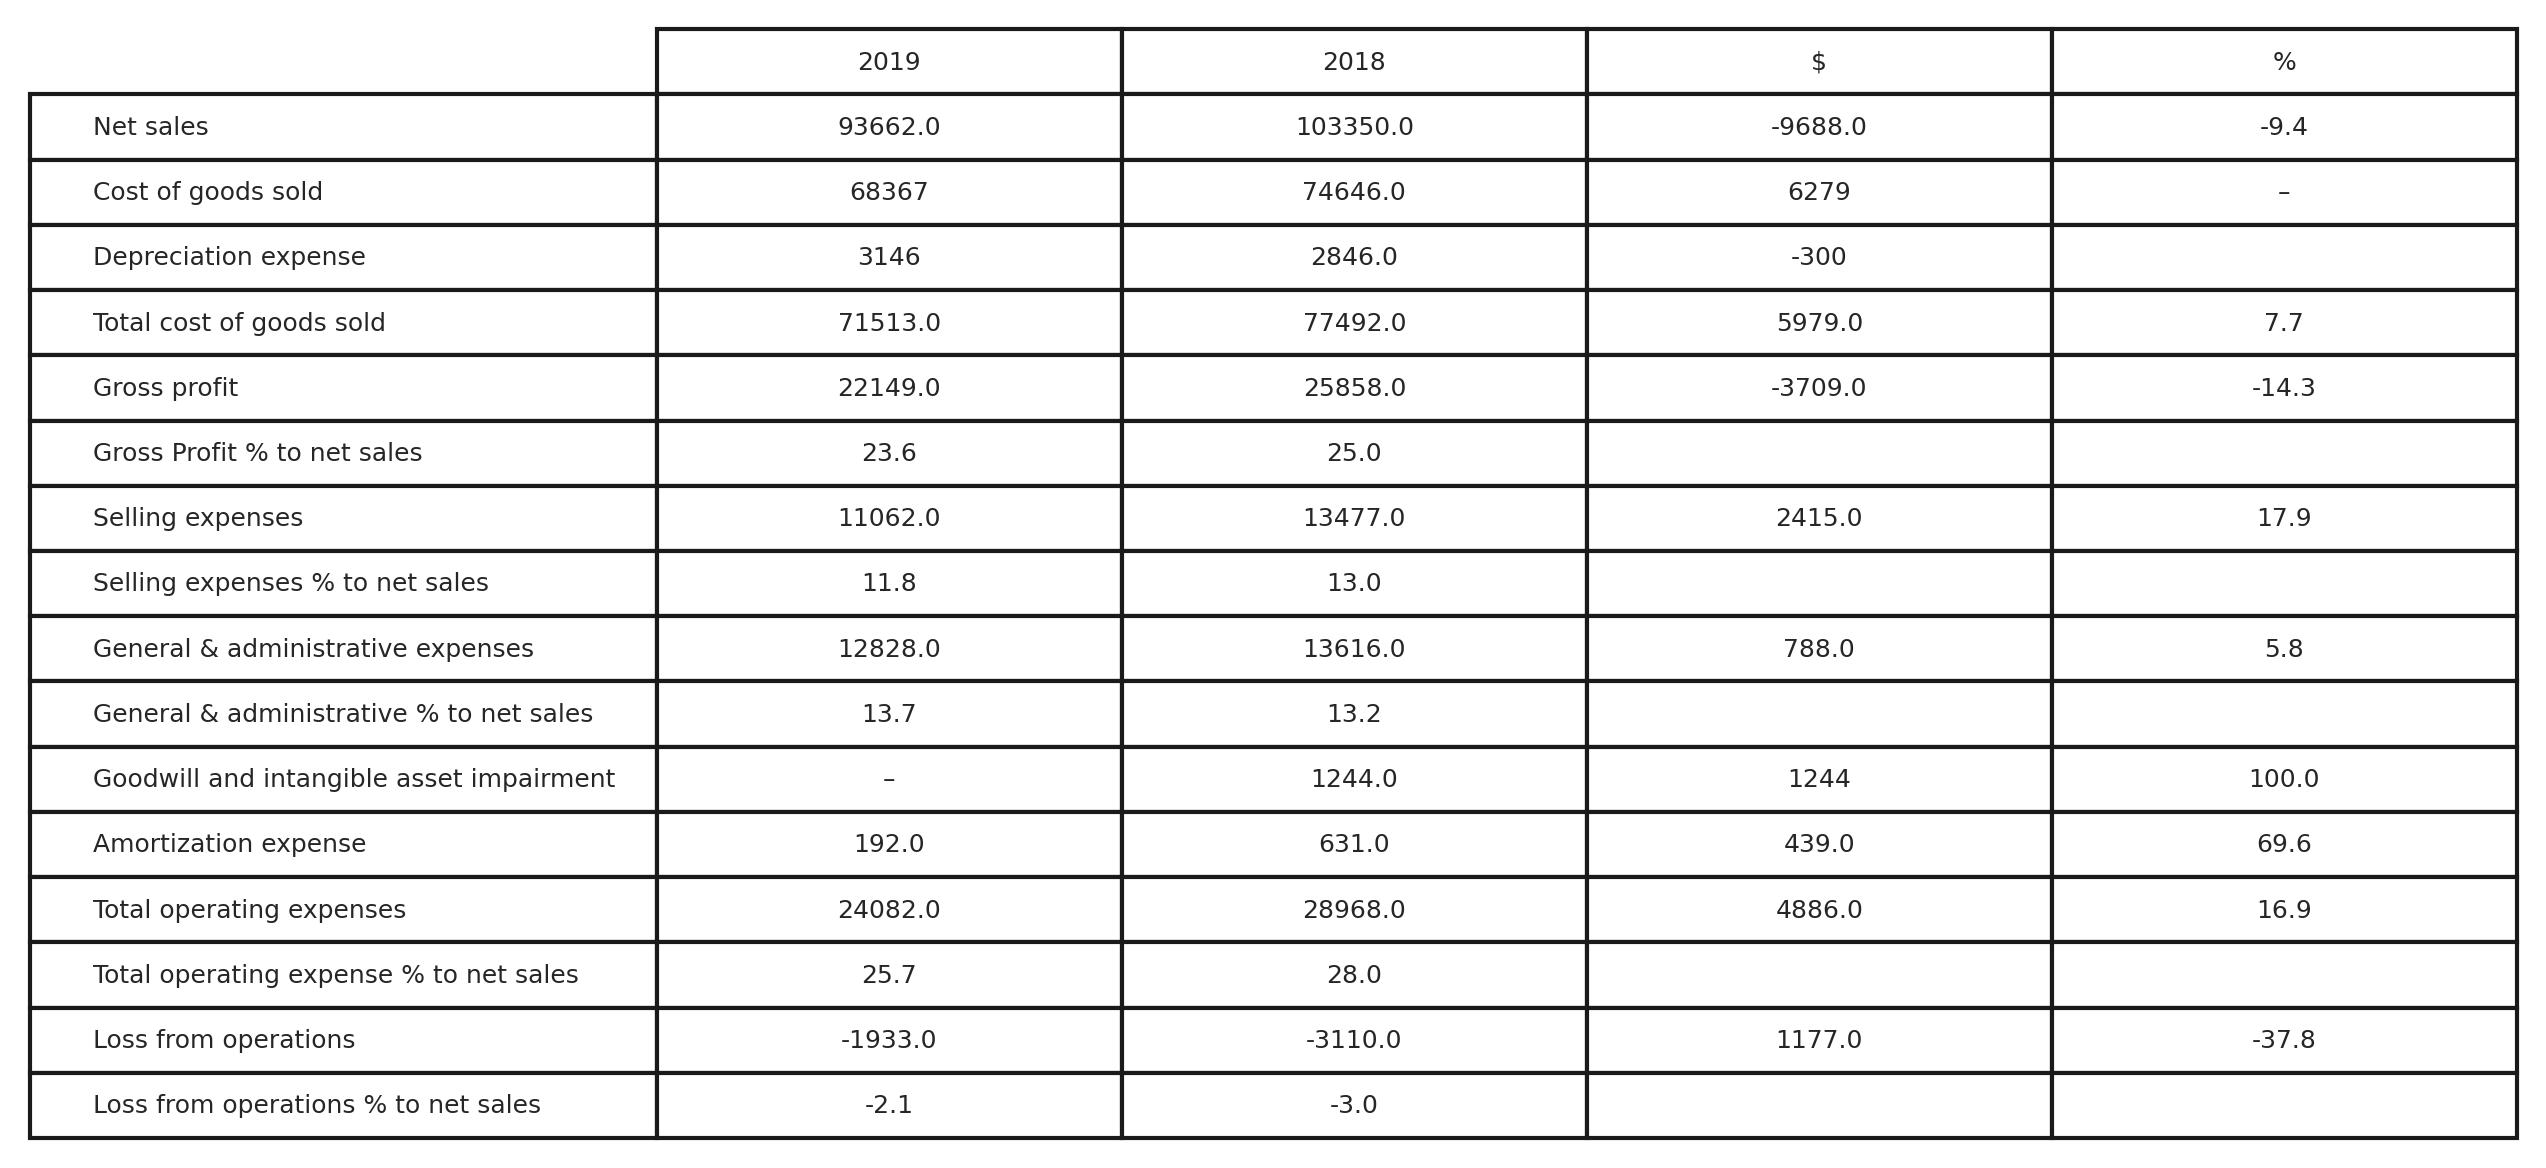 2019 2018 $ %
Net sales 93662.0 103350.0 -9688.0 -9.4
Cost of goods sold 68367 74646.0 6279 –
Depreciation expense 3146 2846.0 -300
Total cost of goods sold 71513.0 77492.0 5979.0 7.7
Gross profit 22149.0 25858.0 -3709.0 -14.3
Gross Profit % to net sales 23.6 25.0
Selling expenses 11062.0 13477.0 2415.0 17.9
Selling expenses % to net sales 11.8 13.0
General & administrative expenses 12828.0 13616.0 788.0 5.8
General & administrative % to net sales 13.7 13.2
Goodwill and intangible asset impairment – 1244.0 1244 100.0
Amortization expense 192.0 631.0 439.0 69.6
Total operating expenses 24082.0 28968.0 4886.0 16.9
Total operating expense % to net sales 25.7 28.0
Loss from operations -1933.0 -3110.0 1177.0 -37.8
Loss from operations % to net sales -2.1 -3.0